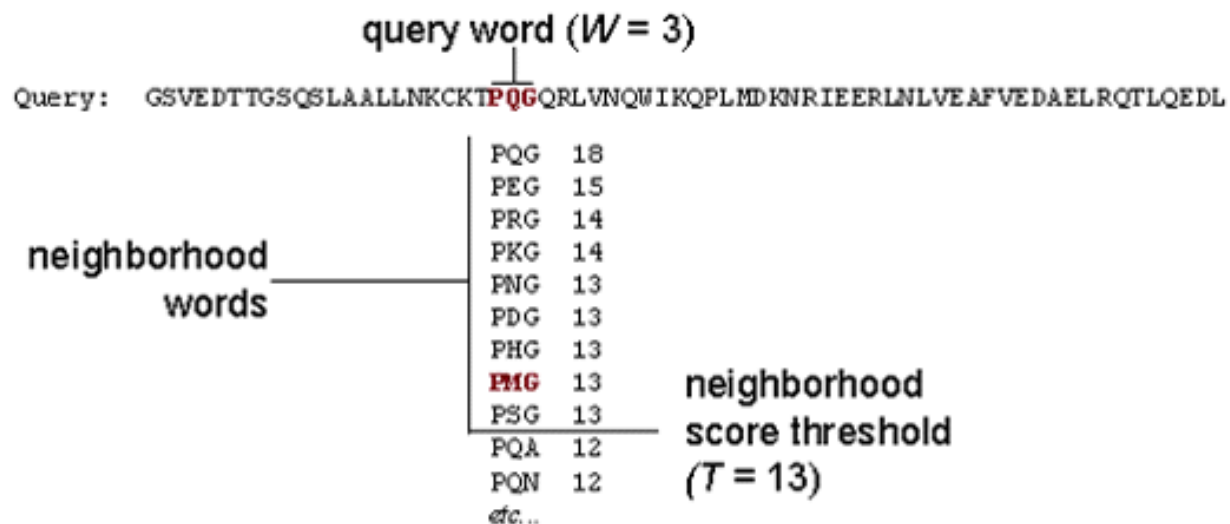 query word (W = 3)
Query: GSVEDTTGSQSLAALLNKCKTPQGQRLVNQWIKQPLMDKNRIEERLNLVEAFVEDAELRQTLQEDL
PQG 18
PEG 15
PRG 14
PKG 14
PNG 13
PDG 13
PHG 13
PMG 13
PSG 13
PQA 12
PQN 12
etc...
neighborhood
words
neighborhood
score threshold
(T = 13)